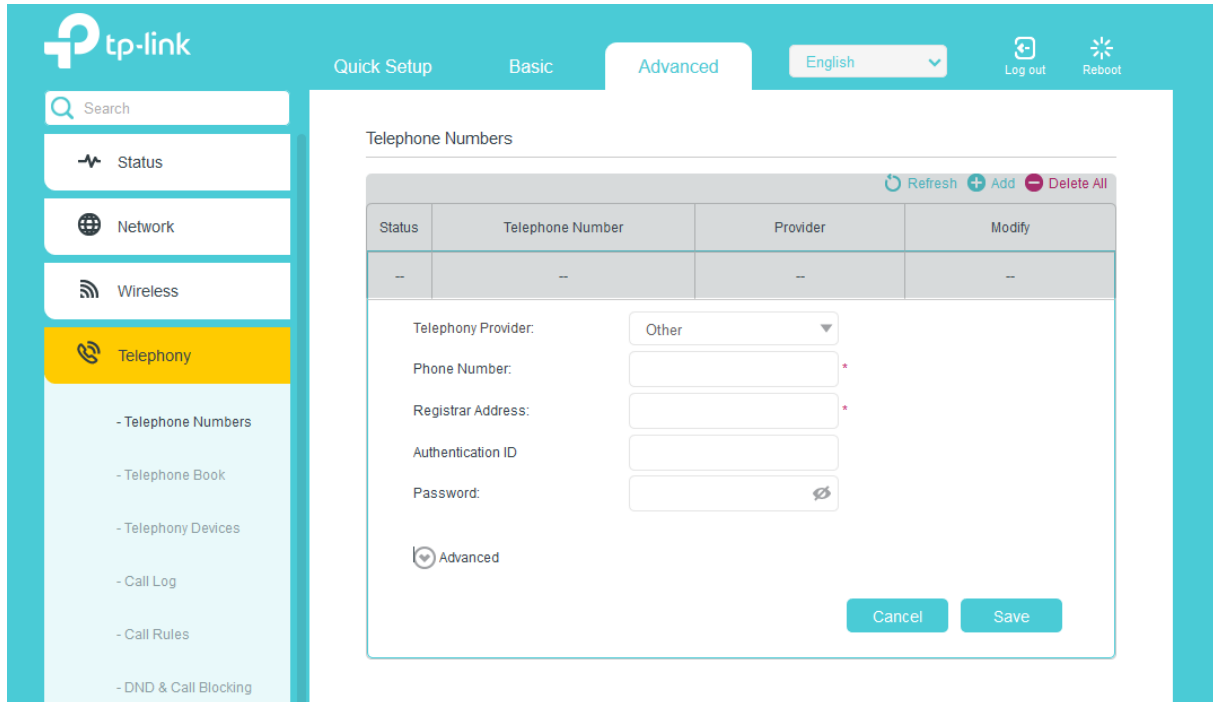 tp-link
Quick Setup
Basic
Advanced
English
Log out
Reboot
Search
Status
Network
Wireless
Telephony
- Telephone Numbers
- Telephone Book
- Telephony Devices
- Call Log
- Call Rules
- DND & Call Blocking
Telephone Numbers
Refresh Add Delete All
Status Telephone Number Provider Modify
-- -- -- --
Telephony Provider: Other
Phone Number: *
Registrar Address: *
Authentication ID
Password:
Advanced
Cancel Save